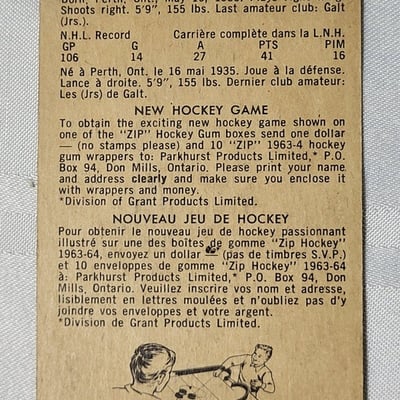 Shoots right. 5'9", 155 lbs. Last amateur club: Galt
(Jrs.).
N.H.L. Record Carrière complète dans la L.N.H.
GP G A PTS PIM
106 14 27 41 16
Né à Perth, Ont. le 16 mai 1935. Joue à la défense.
Lance à droite. 5'9", 155 lbs. Dernier club amateur:
Les (Jrs) de Galt.
NEW HOCKEY GAME
To obtain the exciting new hockey game shown on
one of the "ZIP" Hockey Gum boxes send one dollar
— (no stamps please) and 10 "ZIP" 1963-4 hockey
gum wrappers to: Parkhurst Products Limited,* P.O.
Box 94, Don Mills, Ontario. Please print your name
and address clearly and make sure you enclose it
with wrappers and money.
*Division of Grant Products Limited.
NOUVEAU JEU DE HOCKEY
Pour obtenir le nouveau jeu de hockey passionnant
illustré sur une des boîtes de gomme "Zip Hockey"
1963-64, envoyez un dollar — (pas de timbres S.V.P.)
et 10 enveloppes de gomme "Zip Hockey" 1963-64
à: Parkhurst Products Limited,* P.O. Box 94, Don
Mills, Ontario. Veuillez inscrire vos nom et adresse,
lisiblement en lettres moulées et n'oubliez pas d'y
joindre vos enveloppes et votre argent.
*Division de Grant Products Limited.